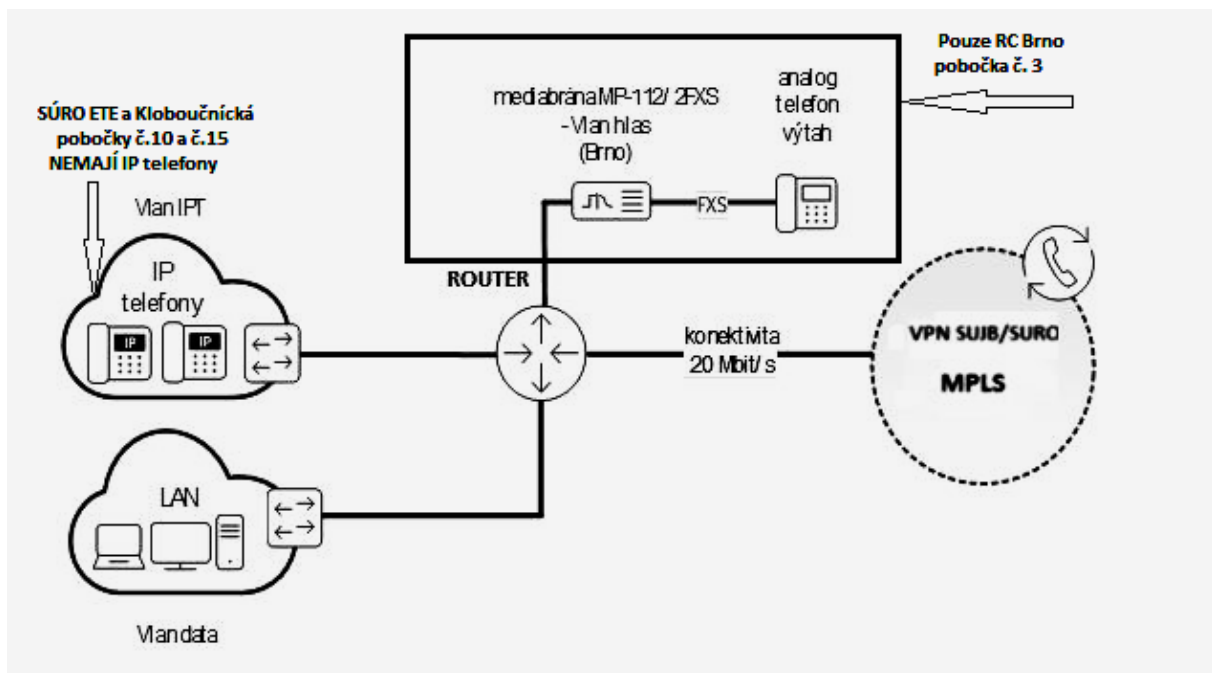 Pouze RC Brno
pobočka č. 3
mediabrána MP-112/ 2FXS
-Vlan hlas
(Brno)
analog
telefon
výtah
FXS
SÚRO ETE a Kloboučnícká
pobočky č.10 a č.15
NEMAJÍ IP telefony
Vlan IPT
IP
telefony
IP
IP
ROUTER
konektivita
20 Mbit/ s
VPN SUJB/SURO
MPLS
LAN
Vlan data